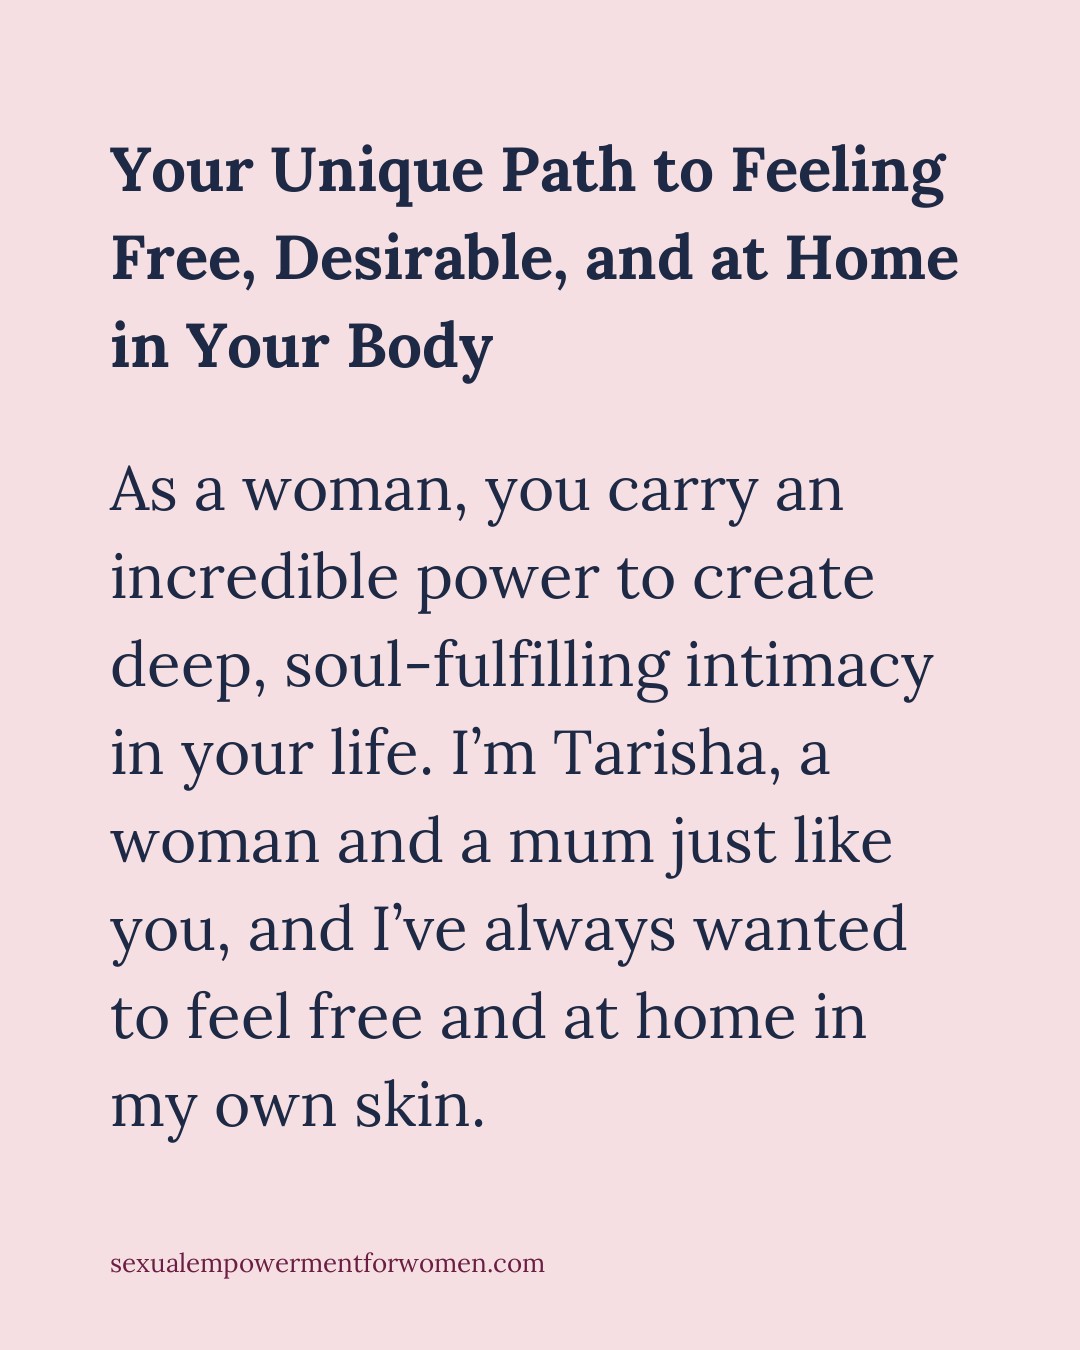 Your Unique Path to Feeling
Free, Desirable, and at Home
in Your Body
As a woman, you carry an
incredible power to create
deep, soul-fulfilling intimacy
in your life. I’m Tarisha, a
woman and a mum just like
you, and I’ve always wanted
to feel free and at home in
my own skin.
sexualempowermentforwomen.com